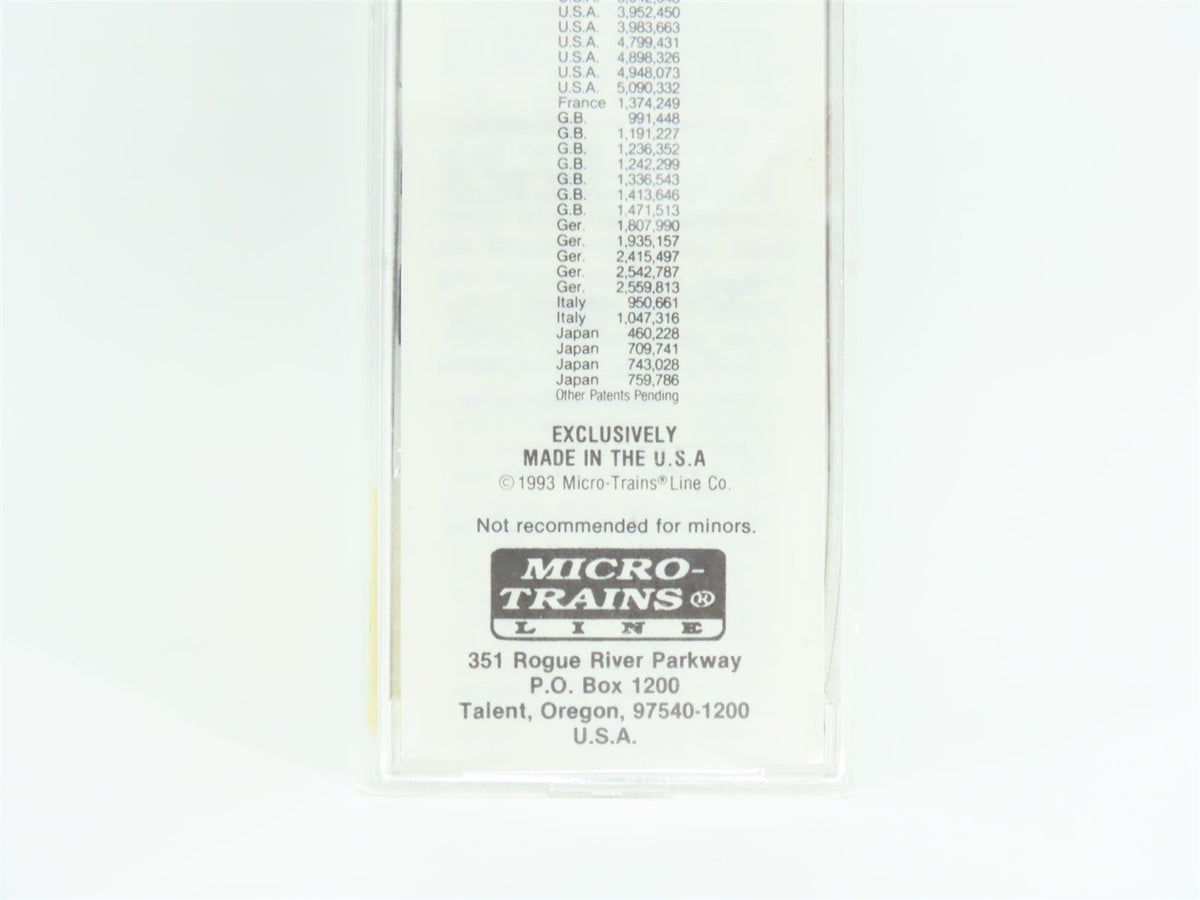 U.S.A. 3,952,450
U.S.A. 3,983,663
U.S.A. 4,799,431
U.S.A. 4,898,326
U.S.A. 4,948,073
U.S.A. 5,090,332
France 1,374,249
G.B. 991,448
G.B. 1,191,227
G.B. 1,236,352
G.B. 1,242,299
G.B. 1,336,543
G.B. 1,413,646
G.B. 1,471,513
Ger. 1,807,990
Ger. 1,935,157
Ger. 2,415,497
Ger. 2,542,787
Ger. 2,559,813
Italy 950,661
Italy 1,047,316
Japan 460,228
Japan 709,741
Japan 743,028
Japan 759,786
Other Patents Pending
EXCLUSIVELY
MADE IN THE U.S.A
© 1993 Micro-Trains® Line Co.
Not recommended for minors.
MICRO-
TRAINS ®
LINE
351 Rogue River Parkway
P.O. Box 1200
Talent, Oregon, 97540-1200
U.S.A.